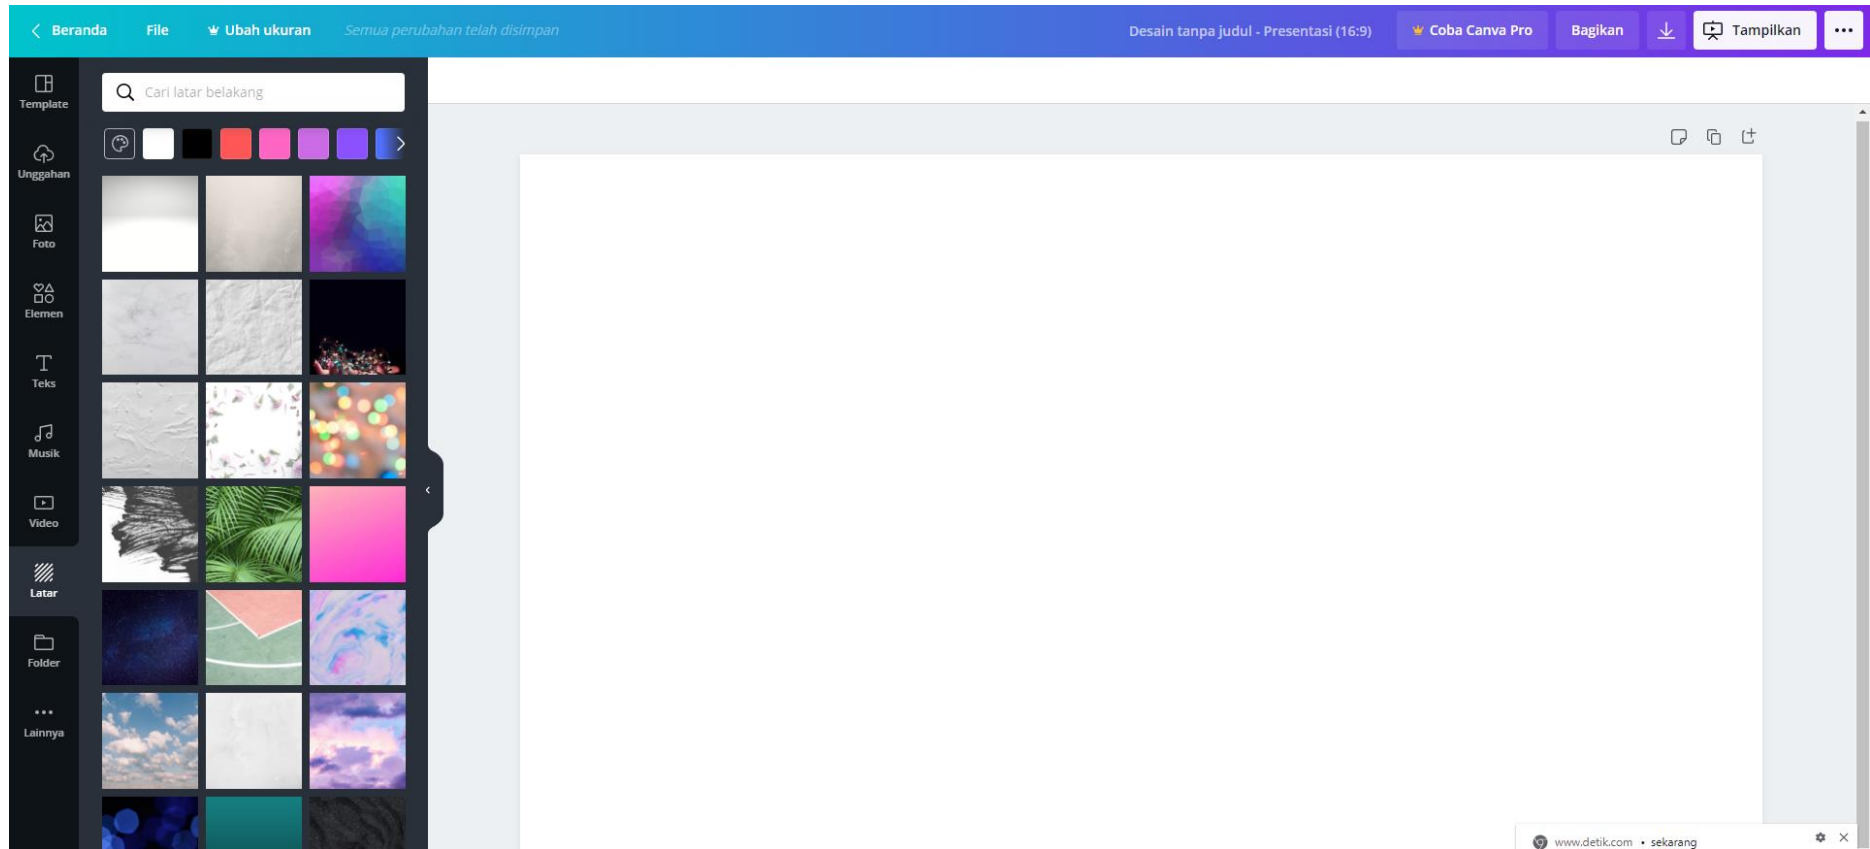 Beranda File Ubah ukuran Semua perubahan telah disimpan Desain tanpa judul - Presentasi (16:9) Coba Canva Pro Bagikan Tampilkan
Template
Unggahan
Foto
Elemen
Teks
Musik
Video
Latar
Folder
Lainnya
Cari latar belakang
www.detik.com • sekarang